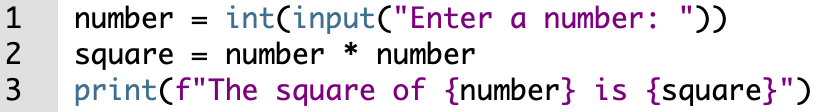 1 number = int(input("Enter a number: "))
2 square = number * number
3 print(f"The square of {number} is {square}")